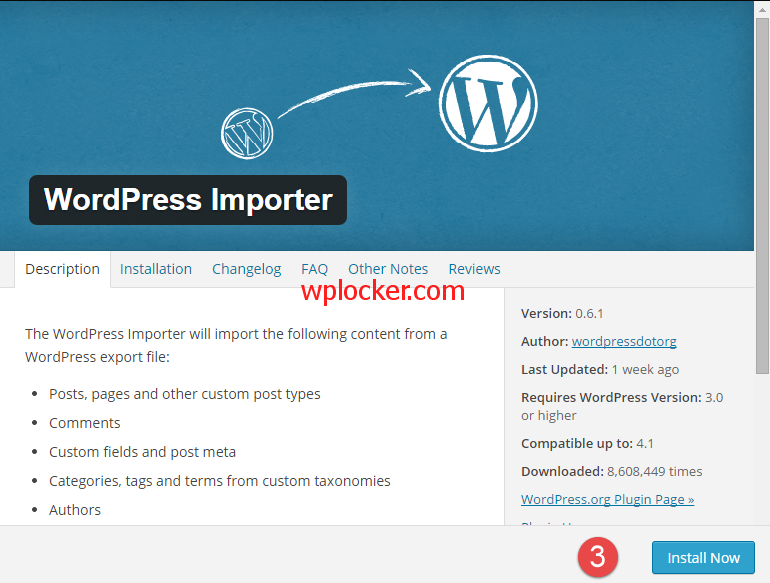 WordPress Importer
Description Installation Changelog FAQ Other Notes Reviews
wplocker.com
The WordPress Importer will import the following content from a
WordPress export file:
• Posts, pages and other custom post types
• Comments
• Custom fields and post meta
• Categories, tags and terms from custom taxonomies
• Authors
Version: 0.6.1
Author: wordpressdotorg
Last Updated: 1 week ago
Requires WordPress Version: 3.0
or higher
Compatible up to: 4.1
Downloaded: 8,608,449 times
WordPress.org Plugin Page »
3
Install Now